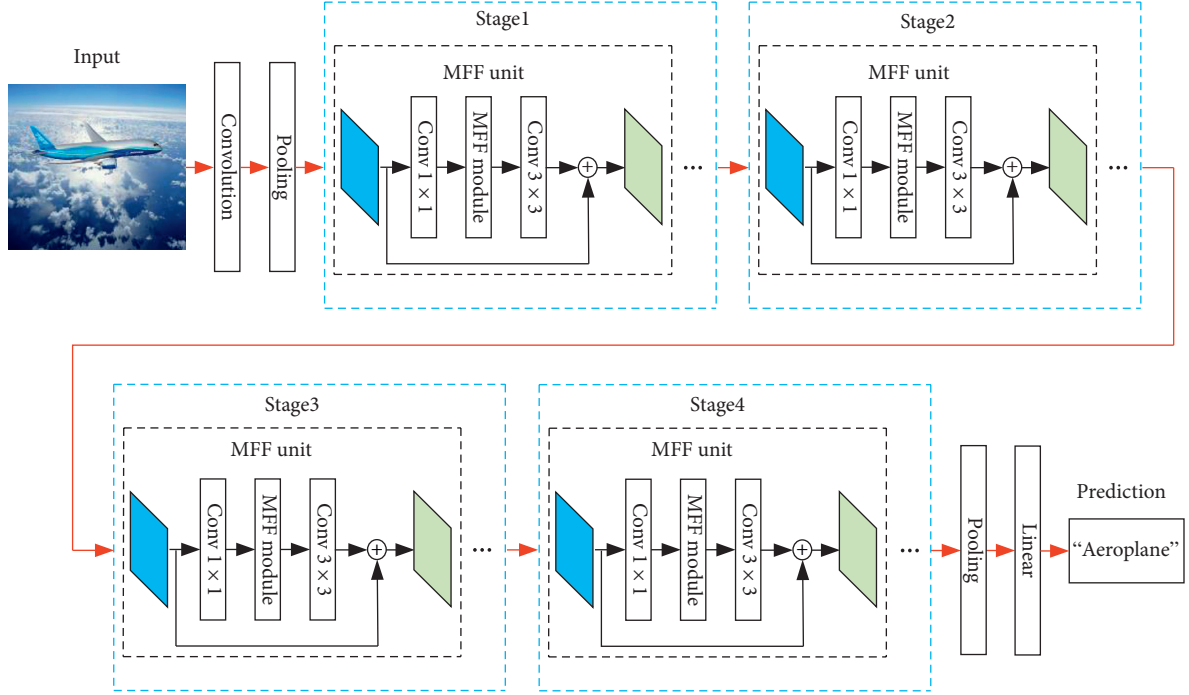 Input
Convolution
Pooling
Stage1
MFF unit
Conv 1 × 1
MFF module
Conv 3 × 3
...
Stage2
MFF unit
Conv 1 × 1
MFF module
Conv 3 × 3
...
Stage3
MFF unit
Conv 1 × 1
MFF module
Conv 3 × 3
...
Stage4
MFF unit
Conv 1 × 1
MFF module
Conv 3 × 3
...
Pooling
Linear
Prediction
“Aeroplane”